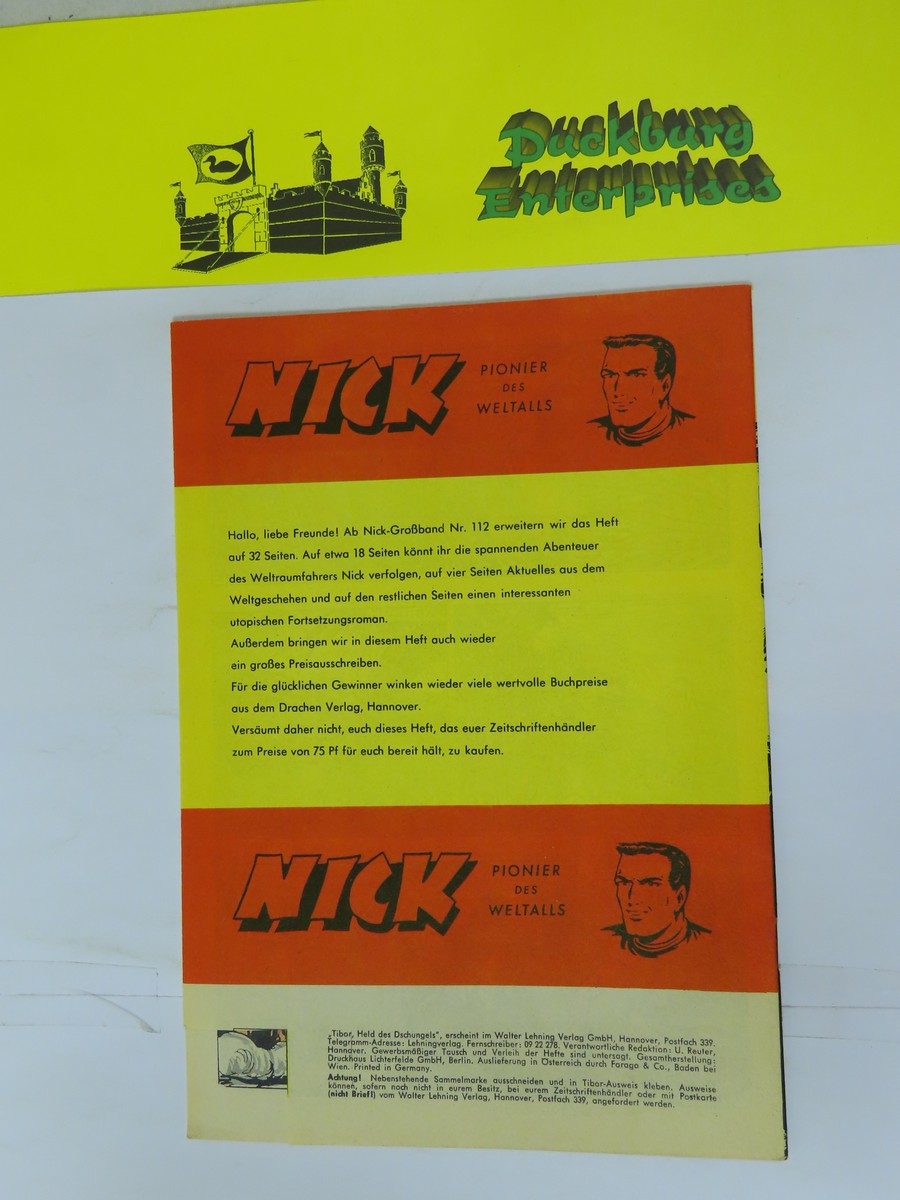 Duckburg
Enterprises
NICK
PIONIER
DES
WELTALLS
Hallo, liebe Freunde! Ab Nick-Großband Nr. 112 erweitern wir das Heft
auf 32 Seiten. Auf etwa 18 Seiten könnt ihr die spannenden Abenteuer
des Weltraumfahrers Nick verfolgen, auf vier Seiten Aktuelles aus dem
Weltgeschehen und auf den restlichen Seiten einen interessanten
utopischen Fortsetzungsroman.
Außerdem bringen wir in diesem Heft auch wieder
ein großes Preisausschreiben.
Für die glücklichen Gewinner winken wieder viele wertvolle Buchpreise
aus dem Drachen Verlag, Hannover.
Versäumt daher nicht, euch dieses Heft, das euer Zeitschriftenhändler
zum Preise von 75 Pf für euch bereit hält, zu kaufen.
NICK
PIONIER
DES
WELTALLS
„Tibor, Held des Dschungels", erscheint im Walter Lehning Verlag GmbH, Hannover, Postfach 339.
Telegramm-Adresse: Lehningverlag. Fernschreiber: 09 22 278. Verantwortliche Redaktion: U. Reuter,
Hannover. Gewerbsmäßiger Tausch und Verleih der Hefte sind untersagt. Gesamtherstellung:
Druckhaus Lichterfelde GmbH, Berlin. Auslieferung in Österreich durch Farago & Co., Baden bei
Wien. Printed in Germany.
Achtung! Nebenstehende Sammelmarke ausschneiden und in Tibor-Ausweis kleben. Ausweise
können, sofern noch nicht in eurem Besitz, bei eurem Zeitschriftenhändler oder mit Postkarte
(nicht Brief!) vom Walter Lehning Verlag, Hannover, Postfach 339, angefordert werden.